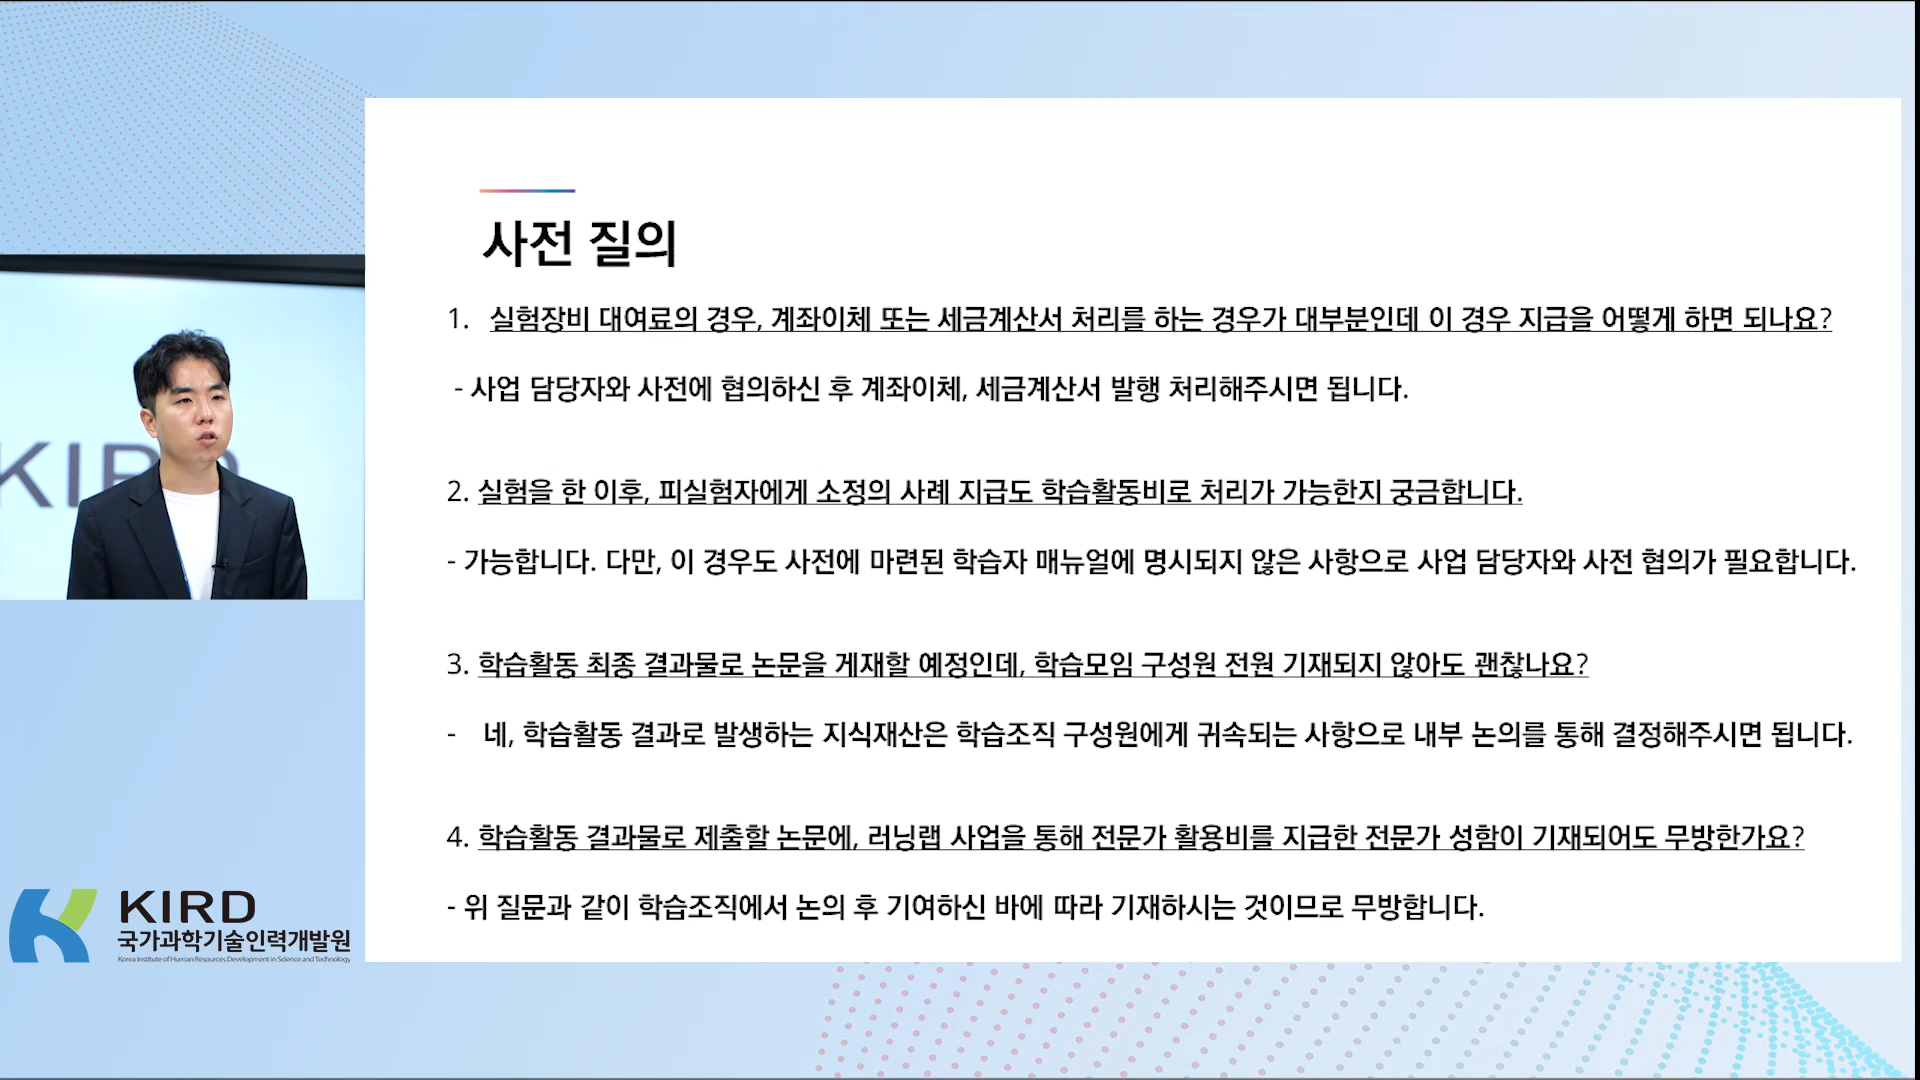 사전 질의
1. 실험장비 대여료의 경우, 계좌이체 또는 세금계산서 처리를 하는 경우가 대부분인데 이 경우 지급을 어떻게 하면 되나요?
- 사업 담당자와 사전에 협의하신 후 계좌이체, 세금계산서 발행 처리해주시면 됩니다.
2. 실험을 한 이후, 피실험자에게 소정의 사례 지급도 학습활동비로 처리가 가능한지 궁금합니다.
- 가능합니다. 다만, 이 경우도 사전에 마련된 학습자 매뉴얼에 명시되지 않은 사항으로 사업 담당자와 사전 협의가 필요합니다.
3. 학습활동 최종 결과물로 논문을 게재할 예정인데, 학습모임 구성원 전원 기재되지 않아도 괜찮나요?
- 네, 학습활동 결과로 발생하는 지식재산은 학습조직 구성원에게 귀속되는 사항으로 내부 논의를 통해 결정해주시면 됩니다.
4. 학습활동 결과물로 제출할 논문에, 러닝랩 사업을 통해 전문가 활용비를 지급한 전문가 성함이 기재되어도 무방한가요?
- 위 질문과 같이 학습조직에서 논의 후 기여하신 바에 따라 기재하시는 것이므로 무방합니다.
KIRD
KIRD
국가과학기술인력개발원
Korea Institute of Human Resources Development in Science and Technology